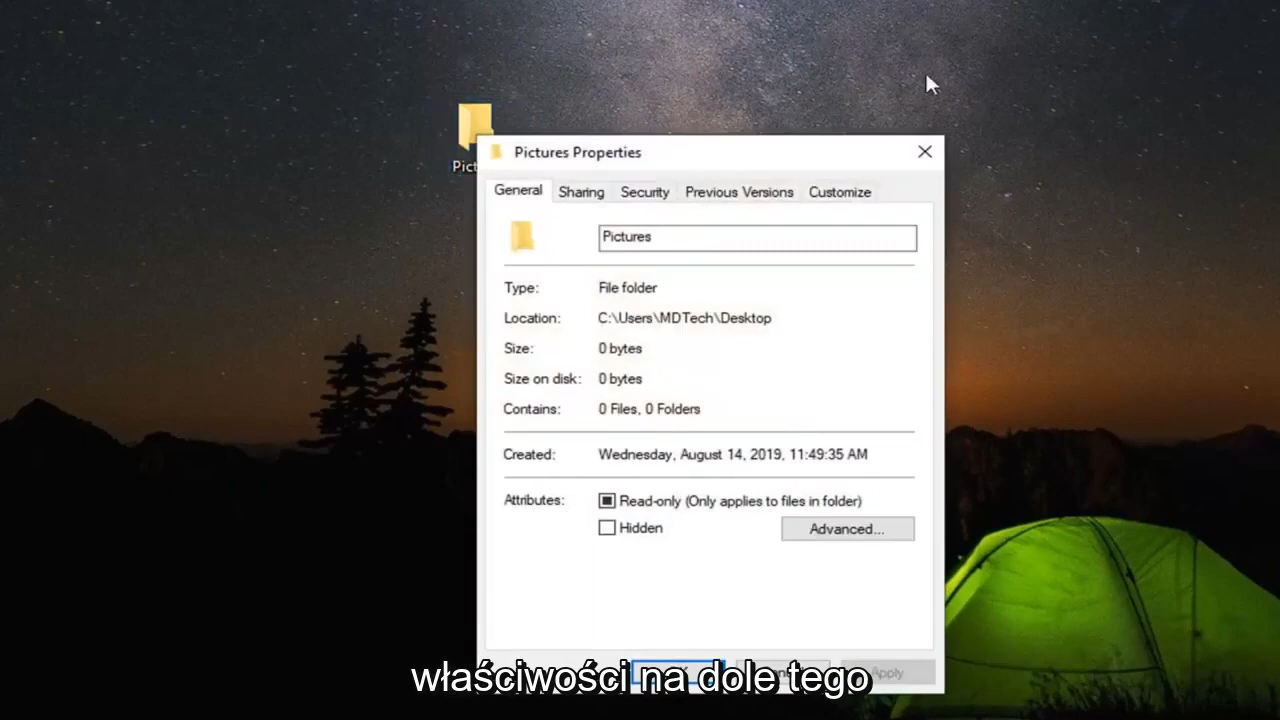 Pictures Properties
General Sharing Security Previous Versions Customize
Pictures
Type: File folder
Location: C:\Users\MDTech\Desktop
Size: 0 bytes
Size on disk: 0 bytes
Contains: 0 Files, 0 Folders
Created: Wednesday, August 14, 2019, 11:49:35 AM
Attributes: Read-only (Only applies to files in folder)
Hidden Advanced...
Apply
właściwości na dole tego